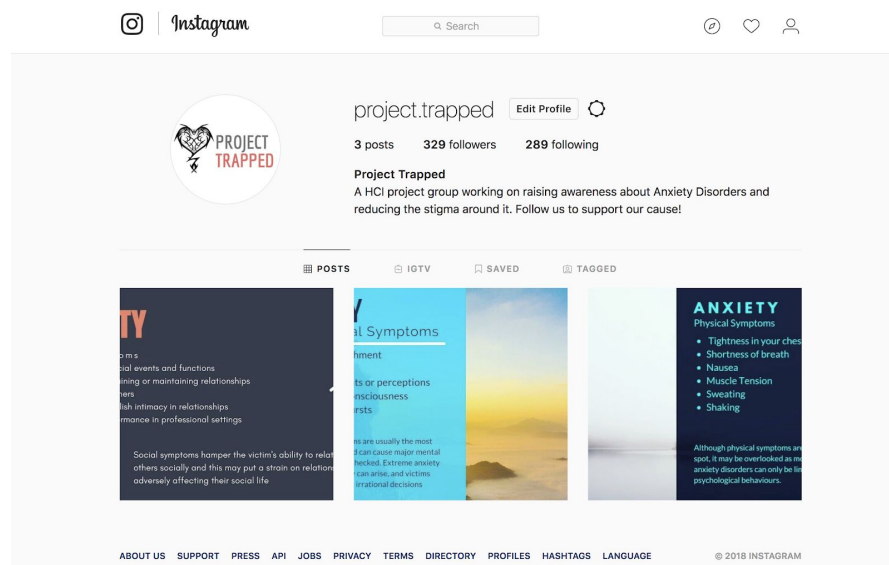 Instagram
Search
project.trapped Edit Profile
3 posts 329 followers 289 following
Project Trapped
A HCI project group working on raising awareness about Anxiety Disorders and
reducing the stigma around it. Follow us to support our cause!
PROJECT
TRAPPED
POSTS IGTV SAVED TAGGED
TY
oms
cial events and functions
ining or maintaining relationships
ners
lish intimacy in relationships
rmance in professional settings
Social symptoms hamper the victim's ability to relat
others socially and this may put a strain on relation
adversely affecting their social life
Y
al Symptoms
hment
ts or perceptions
nsciousness
rsts
ms are usually the most
d can cause major mental
hecked. Extreme anxiety
can arise, and victims
irrational decisions
ANXIETY
Physical Symptoms
• Tightness in your ches
• Shortness of breath
• Nausea
• Muscle Tension
• Sweating
• Shaking
Although physical symptoms are
spot, it may be overlooked as me
anxiety disorders can only be lin
psychological behaviours.
ABOUT US SUPPORT PRESS API JOBS PRIVACY TERMS DIRECTORY PROFILES HASHTAGS LANGUAGE © 2018 INSTAGRAM